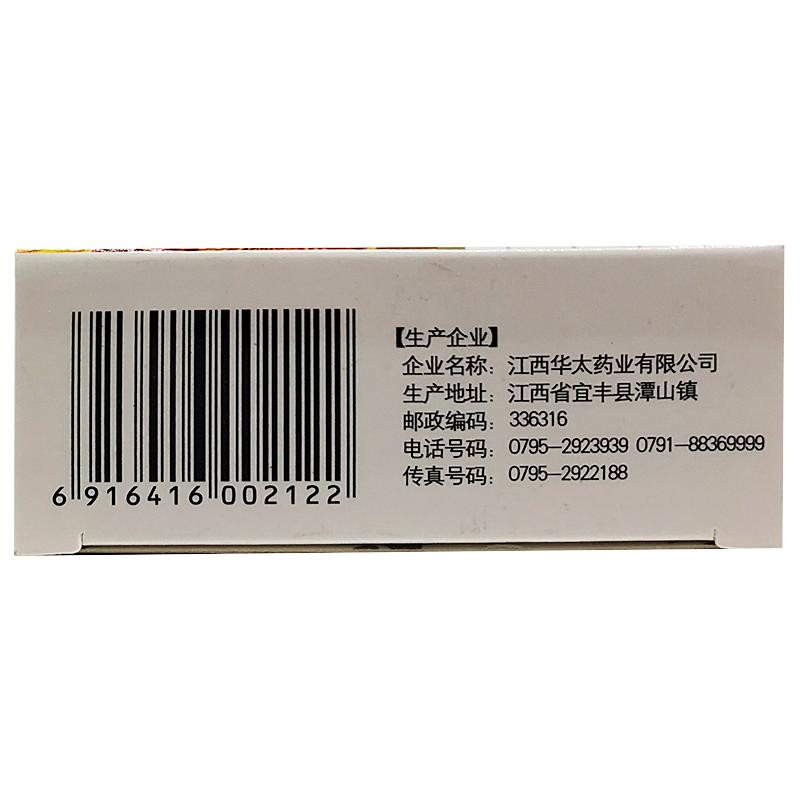 【生产企业】
企业名称：江西华太药业有限公司
生产地址：江西省宜丰县潭山镇
邮政编码：336316
电话号码：0795-2923939 0791-88369999
传真号码：0795-2922188
6 916416 002122